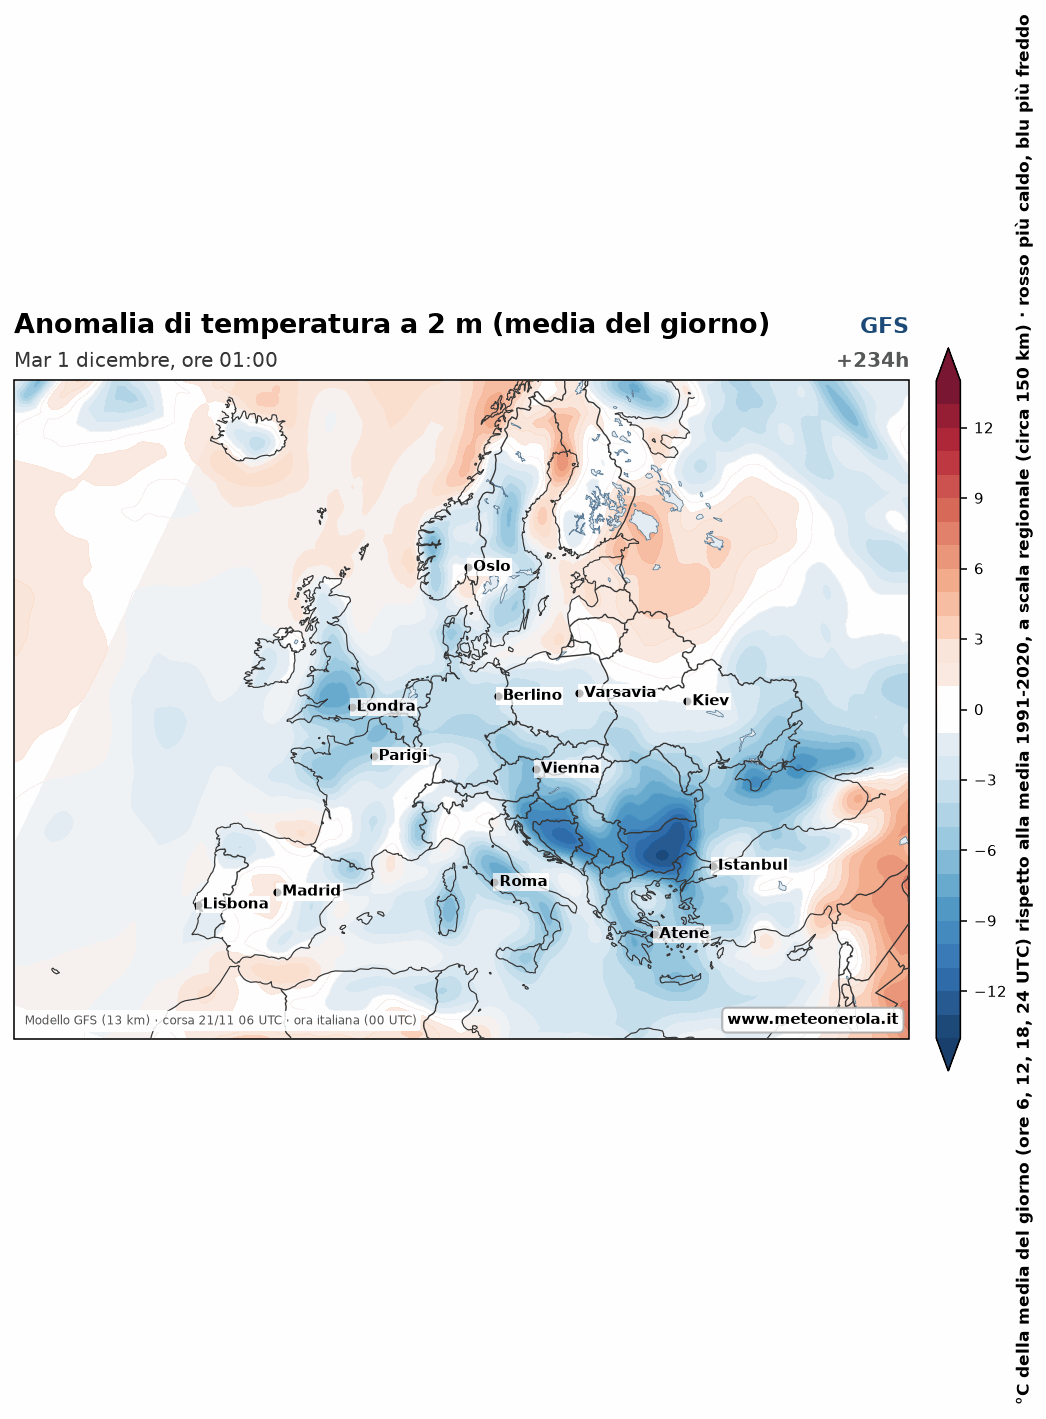 Anomalia di temperatura a 2 m (media del giorno)
GFS
Mar 1 dicembre, ore 01:00
+234h
Oslo
Londra
Berlino
Varsavia
Kiev
Parigi
Vienna
Istanbul
Roma
Madrid
Lisbona
Atene
Modello GFS (13 km) · corsa 21/11 06 UTC · ora italiana (00 UTC)
www.meteonerola.it
12
9
6
3
0
−3
−6
−9
−12
°C della media del giorno (ore 6, 12, 18, 24 UTC) rispetto alla media 1991-2020, a scala regionale (circa 150 km) · rosso più caldo, blu più freddo